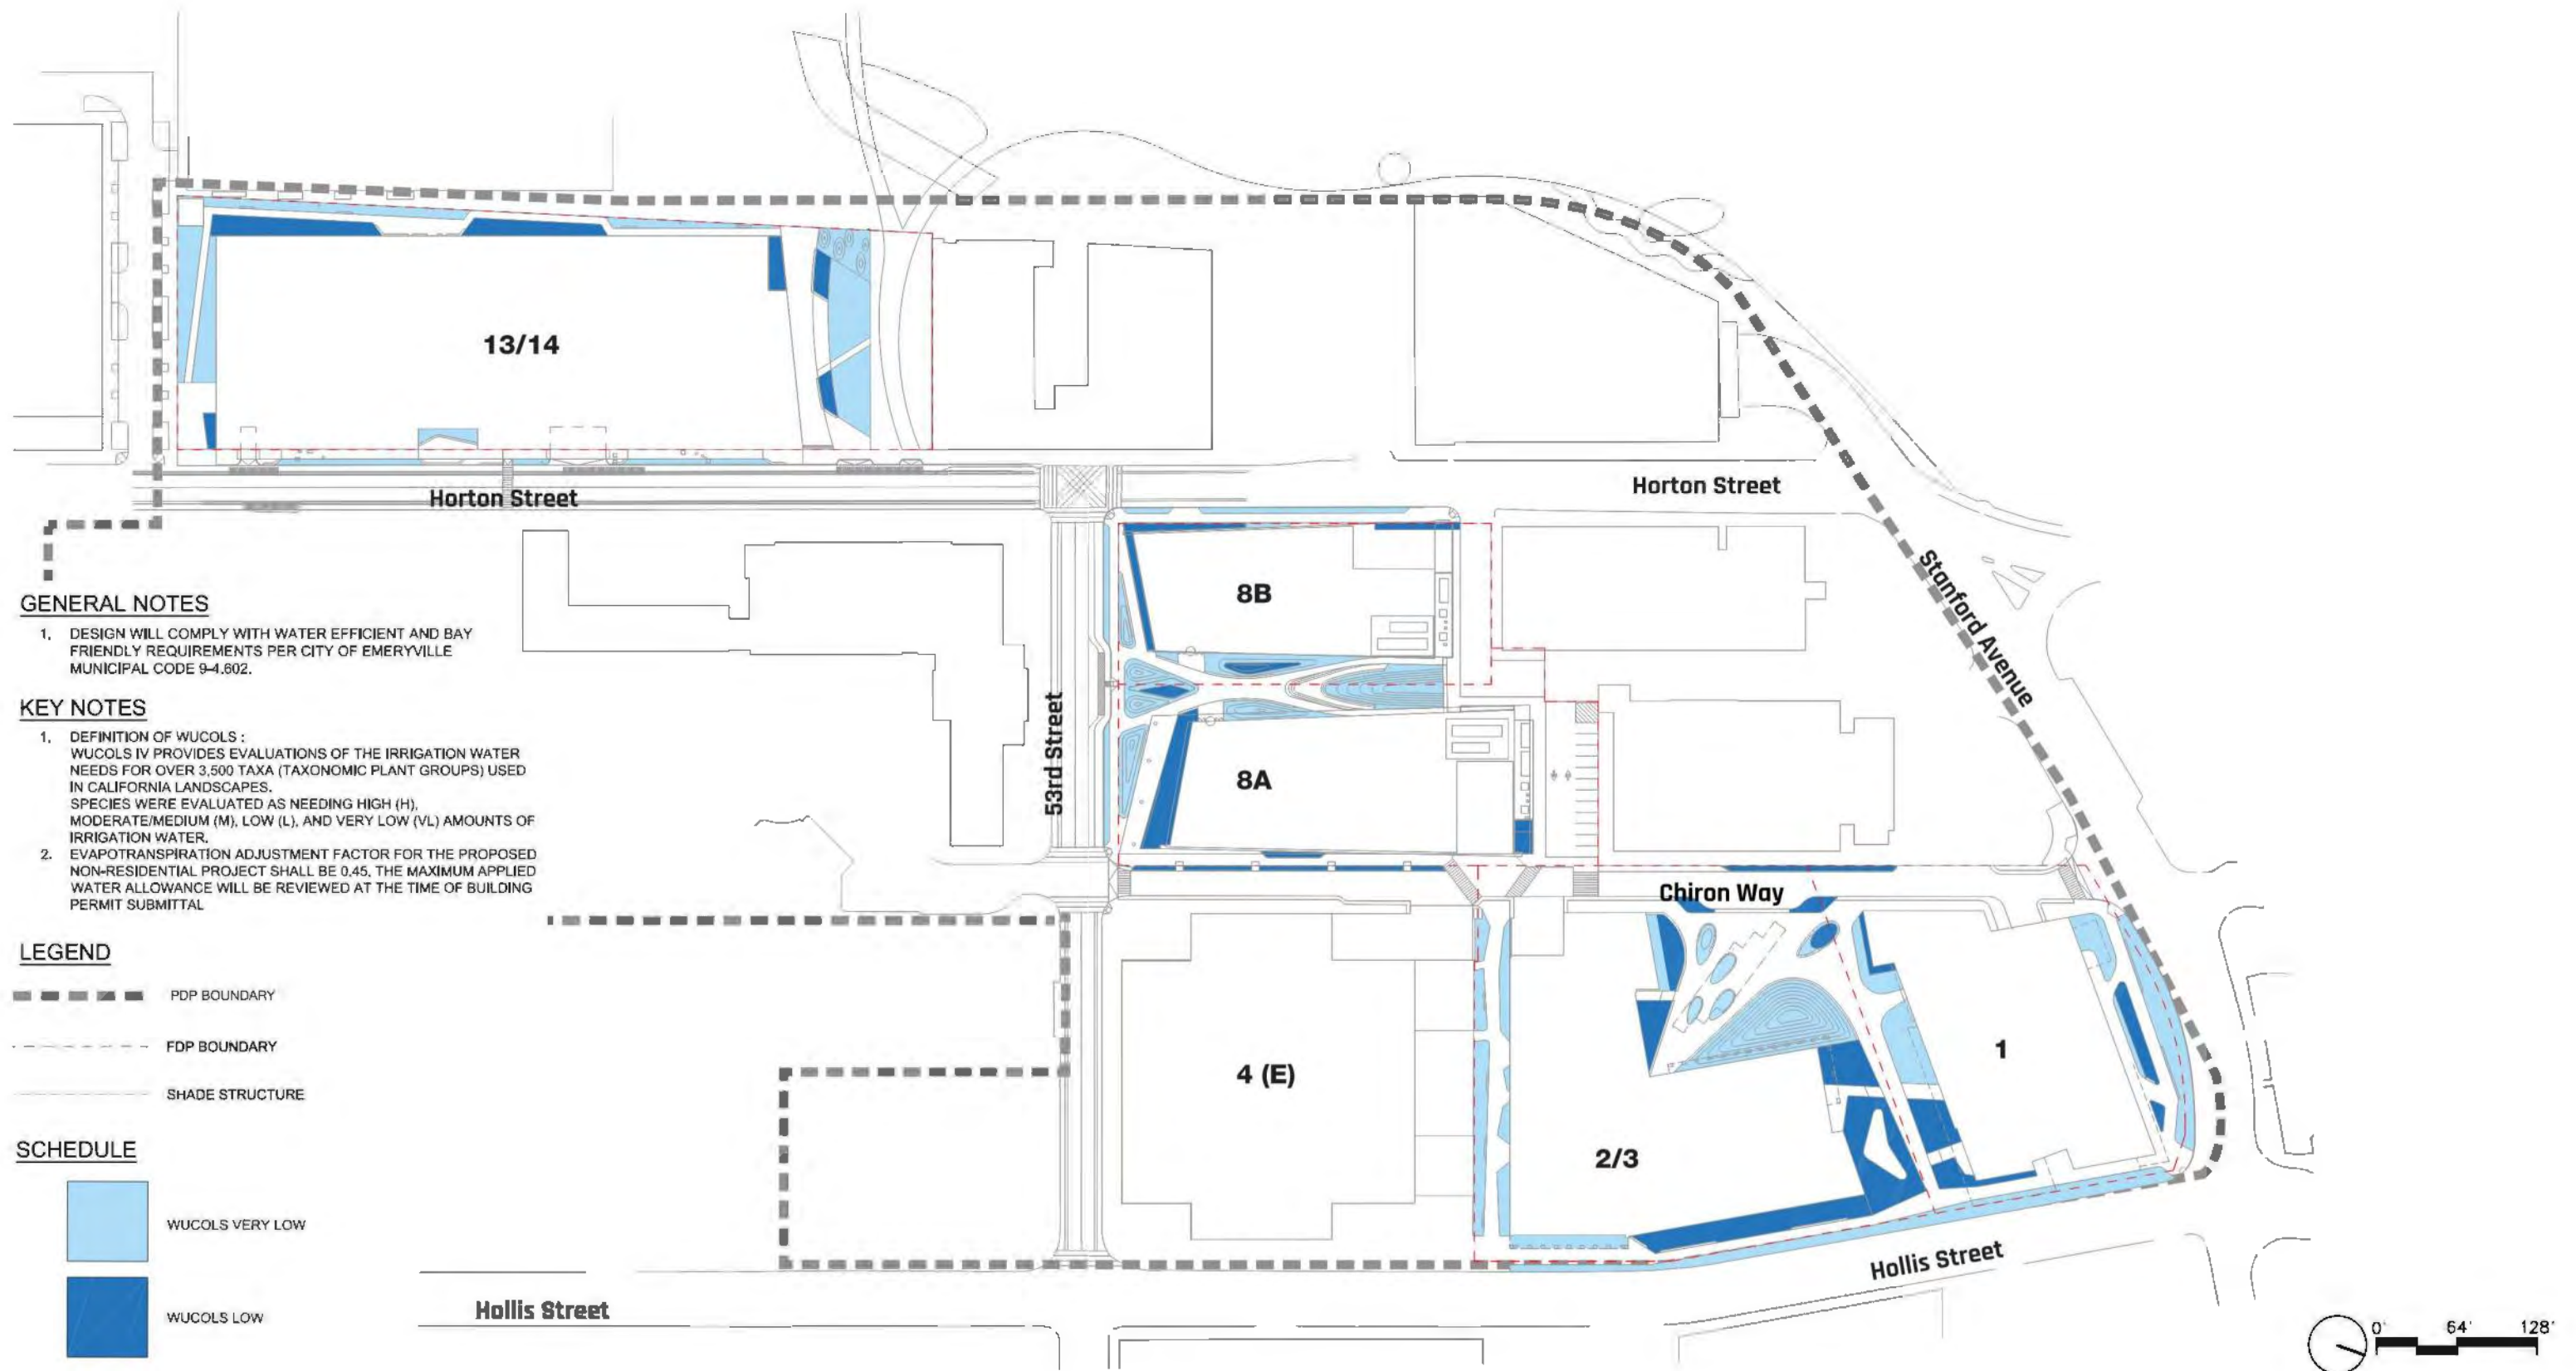 13/14
Horton Street
Horton Street
Stanford Avenue
8B
53rd Street
8A
Chiron Way
4 (E)
1
2/3
Hollis Street
Hollis Street
GENERAL NOTES
1. DESIGN WILL COMPLY WITH WATER EFFICIENT AND BAY
FRIENDLY REQUIREMENTS PER CITY OF EMERYVILLE
MUNICIPAL CODE 9-4.602.
KEY NOTES
1. DEFINITION OF WUCOLS :
WUCOLS IV PROVIDES EVALUATIONS OF THE IRRIGATION WATER
NEEDS FOR OVER 3,500 TAXA (TAXONOMIC PLANT GROUPS) USED
IN CALIFORNIA LANDSCAPES.
SPECIES WERE EVALUATED AS NEEDING HIGH (H),
MODERATE/MEDIUM (M), LOW (L), AND VERY LOW (VL) AMOUNTS OF
IRRIGATION WATER.
2. EVAPOTRANSPIRATION ADJUSTMENT FACTOR FOR THE PROPOSED
NON-RESIDENTIAL PROJECT SHALL BE 0.45. THE MAXIMUM APPLIED
WATER ALLOWANCE WILL BE REVIEWED AT THE TIME OF BUILDING
PERMIT SUBMITTAL
LEGEND
PDP BOUNDARY
FDP BOUNDARY
SHADE STRUCTURE
SCHEDULE
WUCOLS VERY LOW
WUCOLS LOW
0' 64' 128'